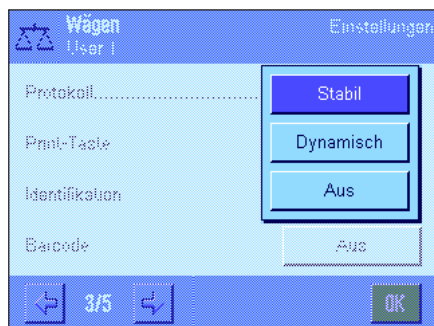 Wägen Einstellungen
User 1
Protokoll.............................. Stabil
Print-Taste Dynamisch
Identifikation Aus
Barcode Aus
3/5 OK